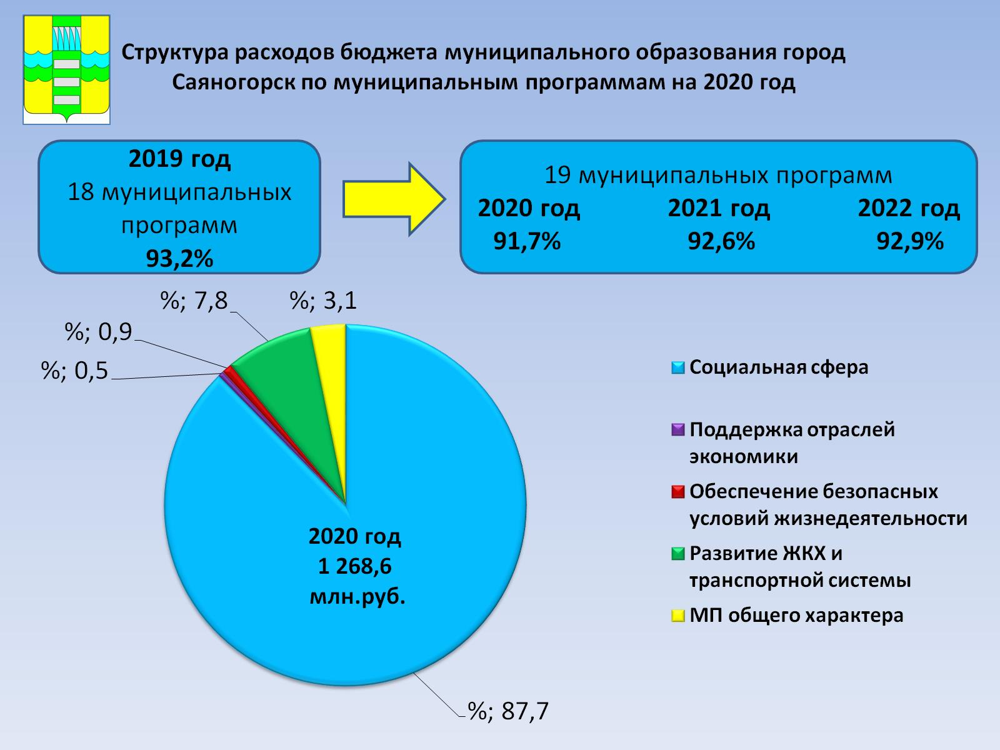 Структура расходов бюджета муниципального образования город
Саяногорск по муниципальным программам на 2020 год
2019 год
18 муниципальных
программ
93,2%
19 муниципальных программ
2020 год 2021 год 2022 год
91,7% 92,6% 92,9%
%; 7,8
%; 3,1
%; 0,9
%; 0,5
2020 год
1 268,6
млн.руб.
%; 87,7
Социальная сфера
Поддержка отраслей
экономики
Обеспечение безопасных
условий жизнедеятельности
Развитие ЖКХ и
транспортной системы
МП общего характера